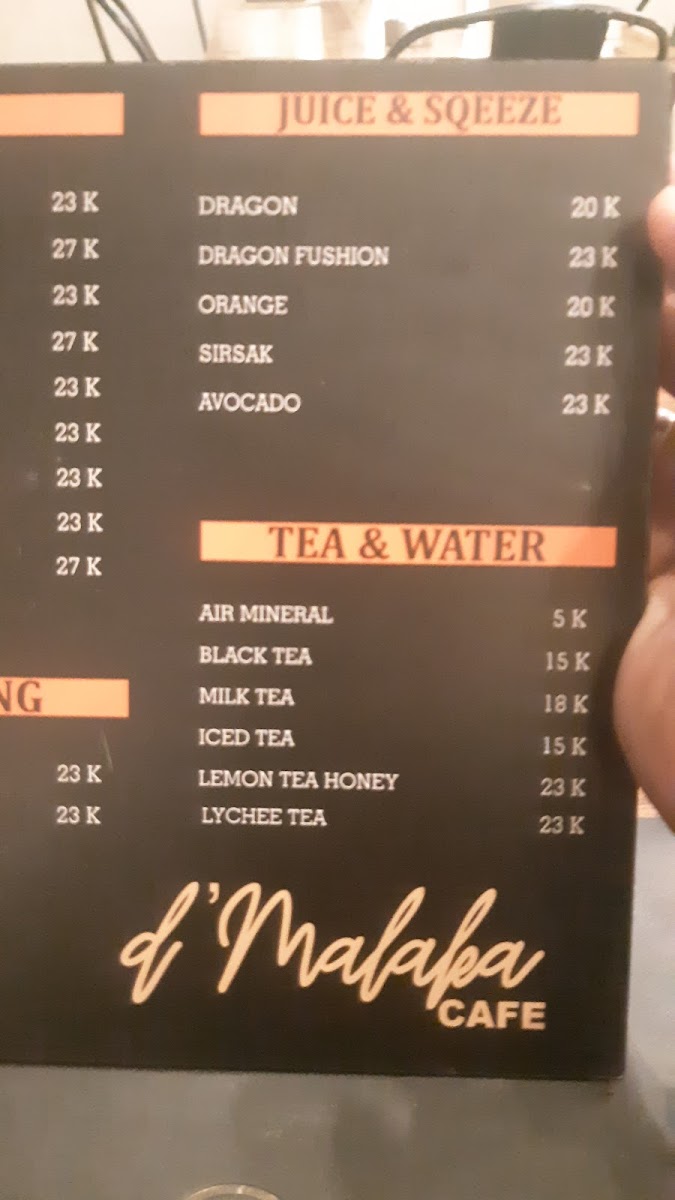 23 K
27 K
23 K
27 K
23 K
23 K
23 K
23 K
27 K
NG
23 K
23 K
JUICE & SQEEZE
DRAGON 20 K
DRAGON FUSHION 23 K
ORANGE 20 K
SIRSAK 23 K
AVOCADO 23 K
TEA & WATER
AIR MINERAL 5 K
BLACK TEA 15 K
MILK TEA 18 K
ICED TEA 15 K
LEMON TEA HONEY 23 K
LYCHEE TEA 23 K
d'Malaka
CAFE